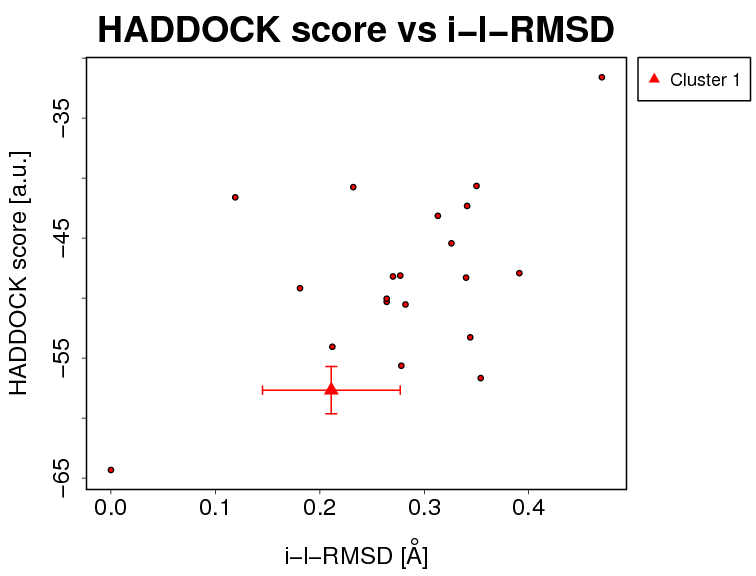 HADDOCK score vs i−l−RMSD
Cluster 1
HADDOCK score [a.u.]
−35
−45
−55
−65
0.0
0.1
0.2
0.3
0.4
i−l−RMSD [Å]